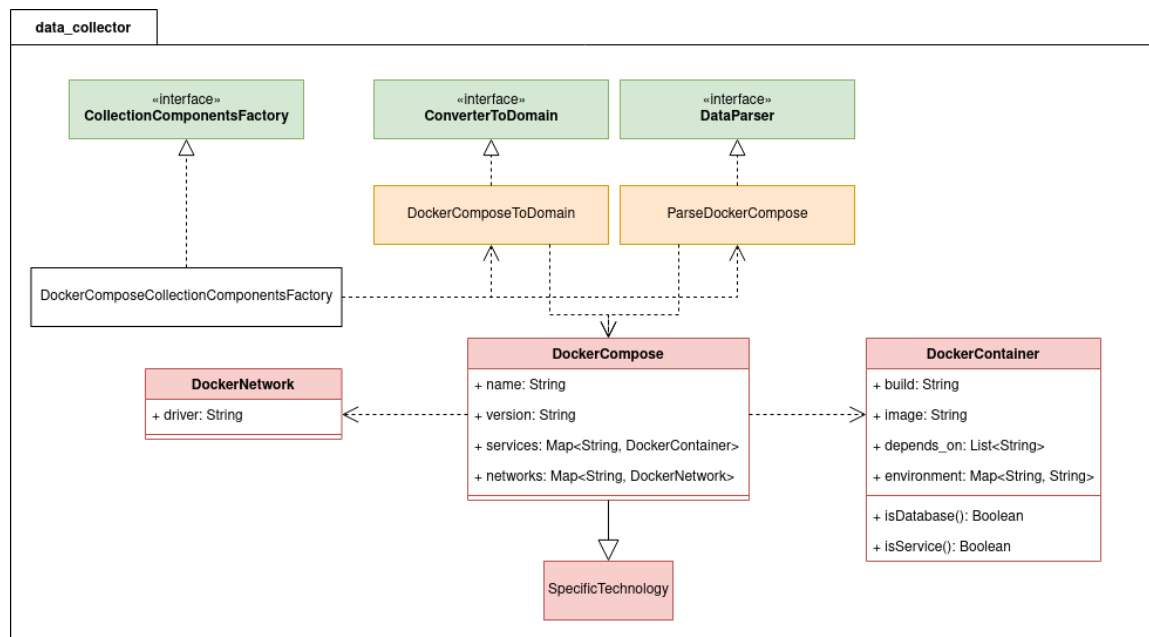 data_collector
«interface»
CollectionComponentsFactory
«interface»
ConverterToDomain
«interface»
DataParser
DockerComposeToDomain
ParseDockerCompose
DockerComposeCollectionComponentsFactory
DockerNetwork
+ driver: String
DockerCompose
+ name: String
+ version: String
+ services: Map<String, DockerContainer>
+ networks: Map<String, DockerNetwork>
DockerContainer
+ build: String
+ image: String
+ depends_on: List<String>
+ environment: Map<String, String>
+ isDatabase(): Boolean
+ isService(): Boolean
SpecificTechnology